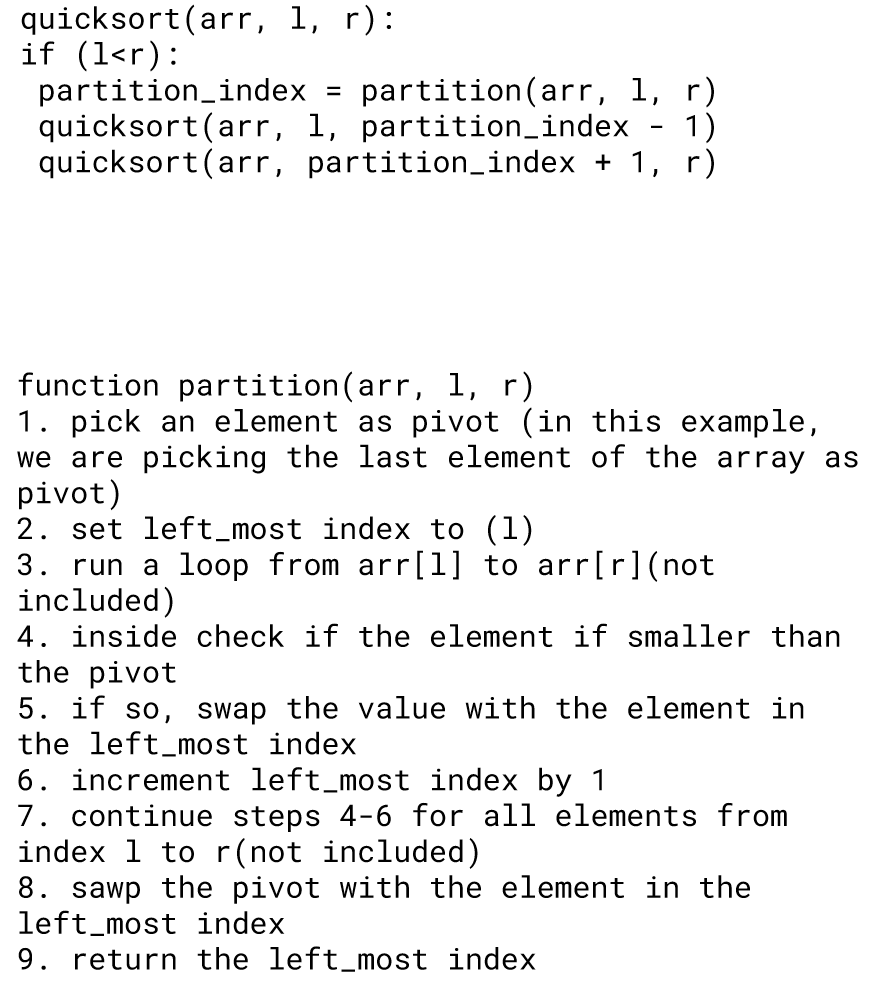 quicksort(arr, l, r):
if (l<r):
partition_index = partition(arr, l, r)
quicksort(arr, l, partition_index - 1)
quicksort(arr, partition_index + 1, r)
function partition(arr, l, r)
1. pick an element as pivot (in this example,
we are picking the last element of the array as
pivot)
2. set left_most index to (l)
3. run a loop from arr[l] to arr[r](not
included)
4. inside check if the element if smaller than
the pivot
5. if so, swap the value with the element in
the left_most index
6. increment left_most index by 1
7. continue steps 4-6 for all elements from
index l to r(not included)
8. sawp the pivot with the element in the
left_most index
9. return the left_most index